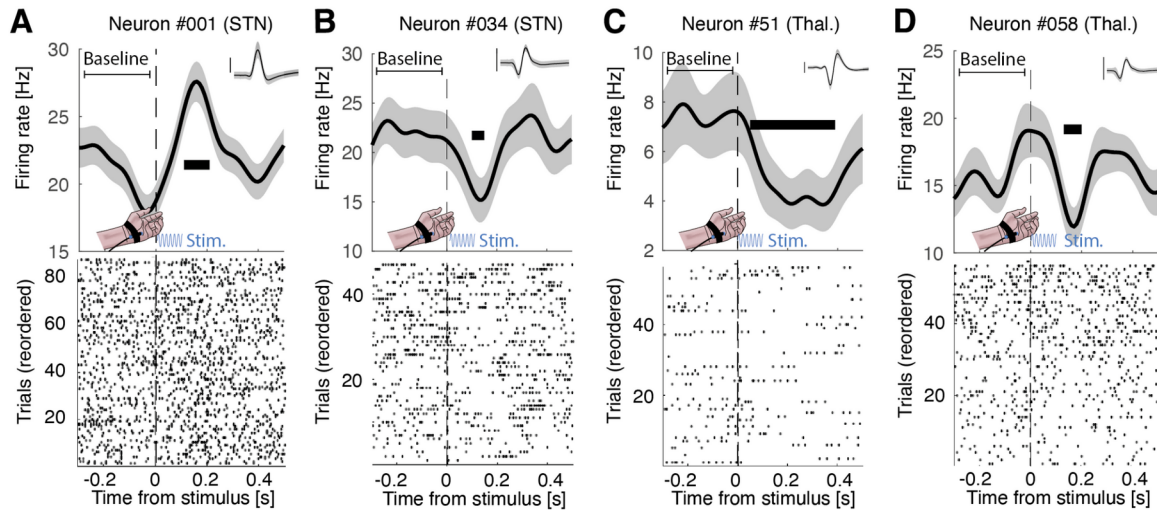 A
Neuron #001 (STN)
Firing rate [Hz]
30
25
20
15
Baseline
Stim.
Trials (reordered)
80
60
40
20
-0.2 0 0.2 0.4
Time from stimulus [s]
B
Neuron #034 (STN)
Firing rate [Hz]
30
25
20
15
10
Baseline
Stim.
Trials (reordered)
40
20
-0.2 0 0.2 0.4
Time from stimulus [s]
C
Neuron #51 (Thal.)
Firing rate [Hz]
10
8
6
4
2
Baseline
Stim.
Trials (reordered)
40
20
-0.2 0 0.2 0.4
Time from stimulus [s]
D
Neuron #058 (Thal.)
Firing rate [Hz]
25
20
15
10
Baseline
Stim.
Trials (reordered)
40
20
-0.2 0 0.2 0.4
Time from stimulus [s]